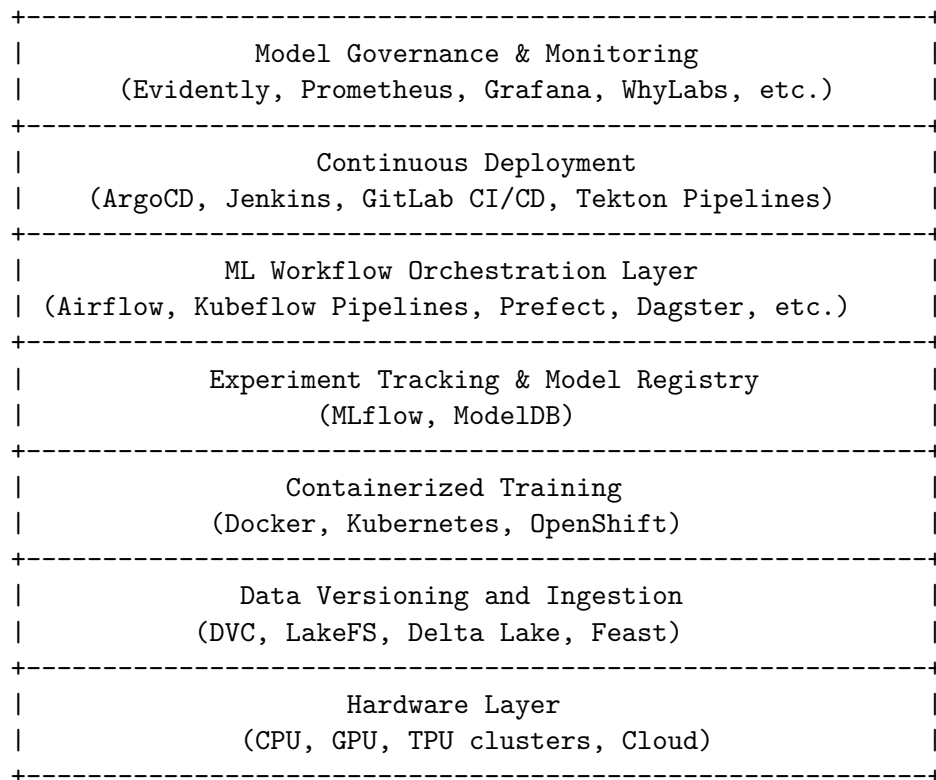 Model Governance & Monitoring
(Evidently, Prometheus, Grafana, WhyLabs, etc.)
Continuous Deployment
(ArgoCD, Jenkins, GitLab CI/CD, Tekton Pipelines)
ML Workflow Orchestration Layer
(Airflow, Kubeflow Pipelines, Prefect, Dagster, etc.)
Experiment Tracking & Model Registry
(MLflow, ModelDB)
Containerized Training
(Docker, Kubernetes, OpenShift)
Data Versioning and Ingestion
(DVC, LakeFS, Delta Lake, Feast)
Hardware Layer
(CPU, GPU, TPU clusters, Cloud)